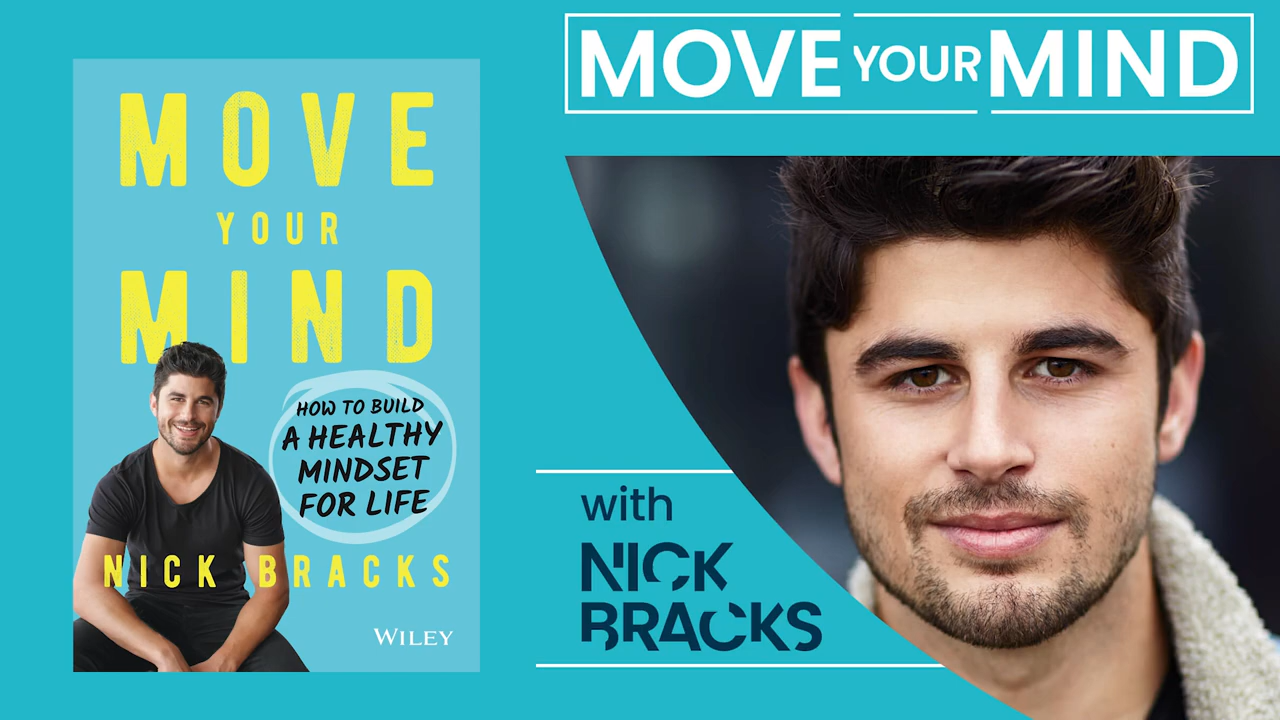 MOVE
YOUR
MIND
HOW TO BUILD
A HEALTHY
MINDSET
FOR LIFE
NICK BRACKS
WILEY
MOVE YOUR MIND
with
NICK
BRACKS